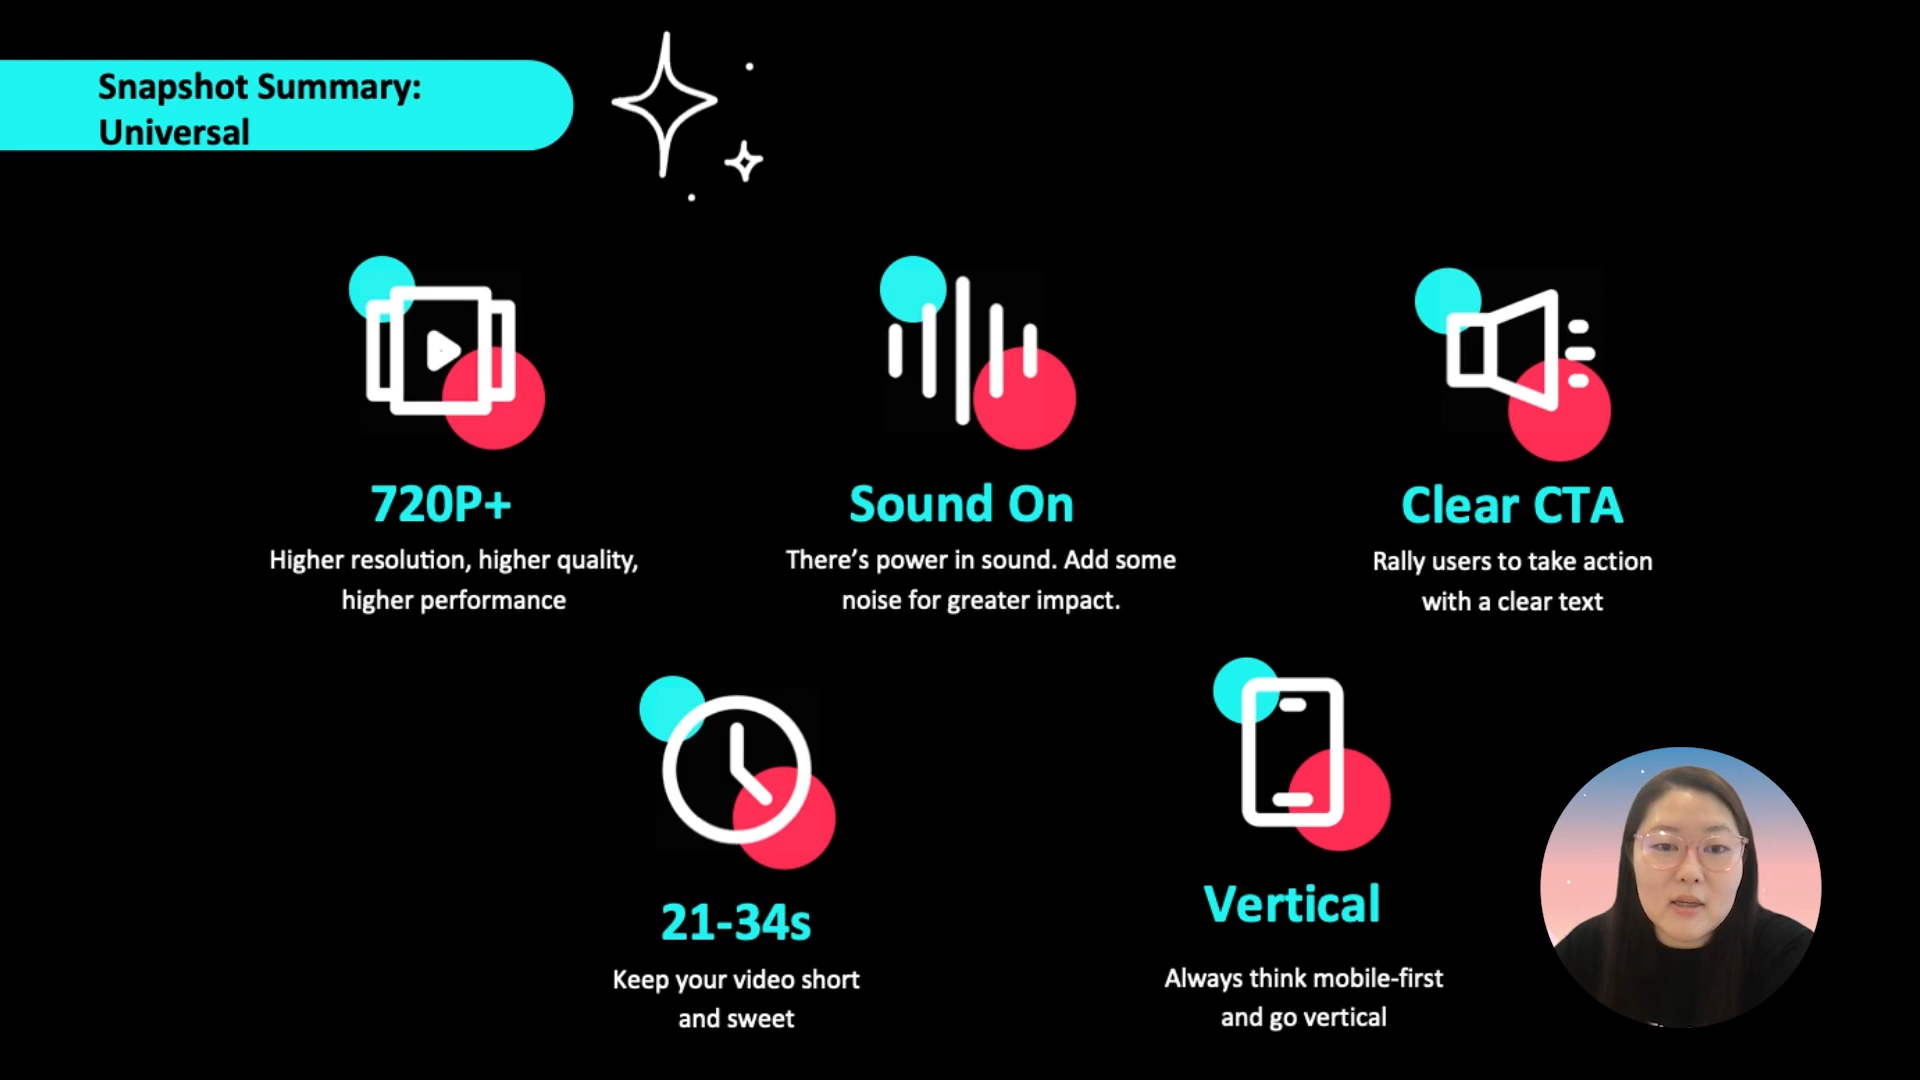 Snapshot Summary:
Universal
720P+
Higher resolution, higher quality,
higher performance
Sound On
There’s power in sound. Add some
noise for greater impact.
Clear CTA
Rally users to take action
with a clear text
21-34s
Keep your video short
and sweet
Vertical
Always think mobile-first
and go vertical